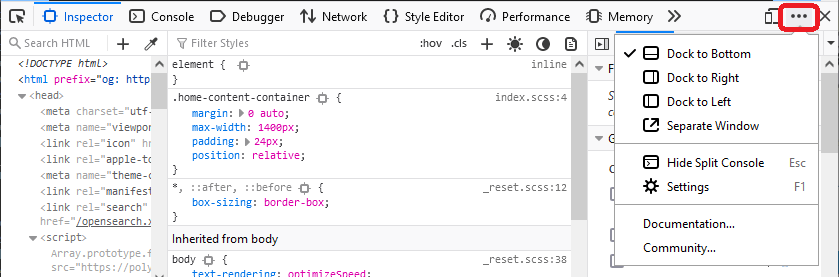 Inspector Console Debugger Network Style Editor Performance Memory
Search HTML
Filter Styles :hov .cls
<!DOCTYPE html>
<html prefix="og: http
<head>
<meta charset="utf-
<meta name="viewpor
<link rel="icon" hr
<link rel="apple-to
<meta name="theme-c
<link rel="manifest
<link rel="search"
href="/opensearch.x
<script>
Array.prototype.f
src="https://poly
element { inline
}
.home-content-container { index.scss:4
margin: 0 auto;
max-width: 1400px;
padding: 24px;
position: relative;
}
*, ::after, ::before { _reset.scss:12
box-sizing: border-box;
}
Inherited from body
body { _reset.scss:38
text-rendering: optimizeSpeed;
Dock to Bottom
Dock to Right
Dock to Left
Separate Window
Hide Split Console Esc
Settings F1
Documentation...
Community...